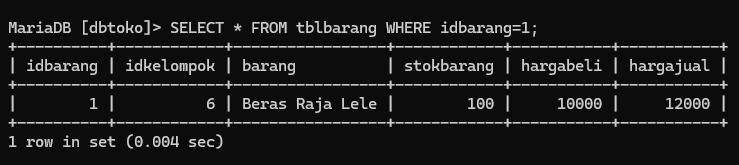 MariaDB [dbtoko]> SELECT * FROM tblbarang WHERE idbarang=1;
+----------+------------+-----------------+------------+-----------+-----------+
| idbarang | idkelompok | barang          | stokbarang | hargabeli | hargajual |
+----------+------------+-----------------+------------+-----------+-----------+
|        1 |          6 | Beras Raja Lele |        100 |     10000 |     12000 |
+----------+------------+-----------------+------------+-----------+-----------+
1 row in set (0.004 sec)